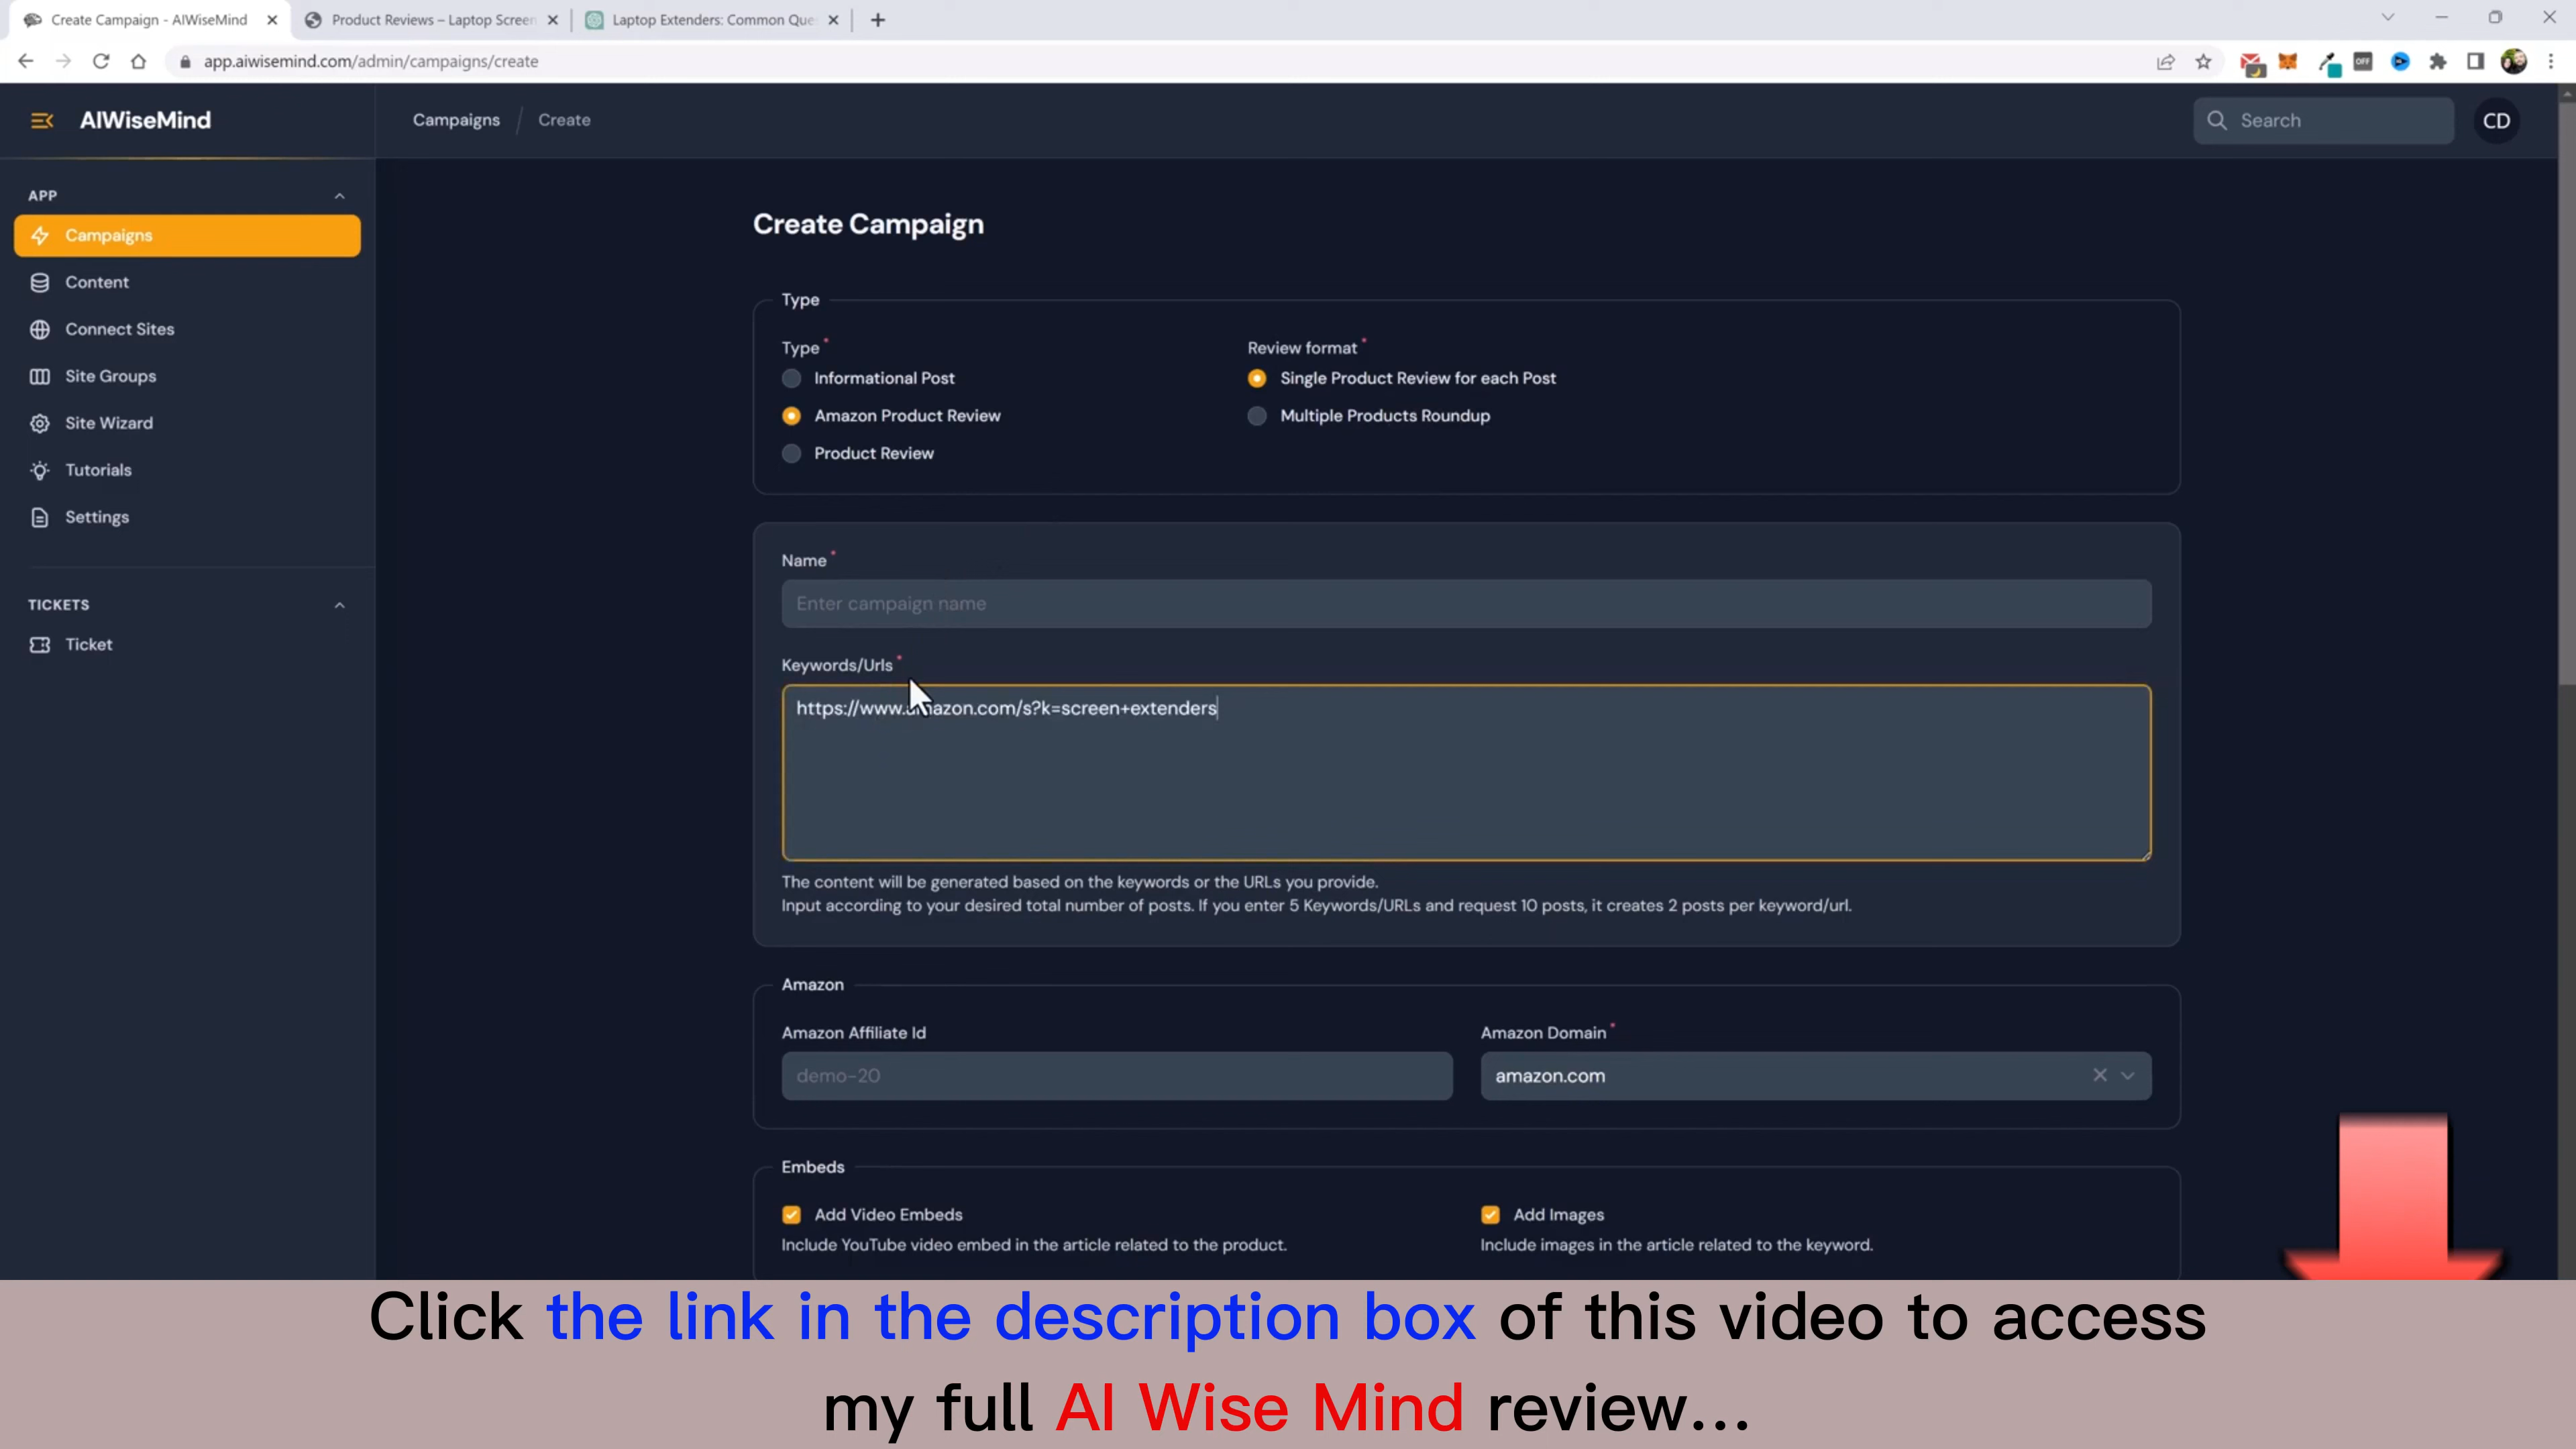 Create Campaign - AIWiseMind
Product Reviews – Laptop Screen
Laptop Extenders: Common Que
app.aiwisemind.com/admin/campaigns/create
OFF
AIWiseMind
Campaigns / Create
Search
CD
APP
Campaigns
Content
Connect Sites
Site Groups
Site Wizard
Tutorials
Settings
TICKETS
Ticket
Create Campaign
Type
Type *
Informational Post
Amazon Product Review
Product Review
Review format *
Single Product Review for each Post
Multiple Products Roundup
Name *
Enter campaign name
Keywords/Urls *
https://www.amazon.com/s?k=screen+extenders
The content will be generated based on the keywords or the URLs you provide.
Input according to your desired total number of posts. If you enter 5 Keywords/URLs and request 10 posts, it creates 2 posts per keyword/url.
Amazon
Amazon Affiliate Id
demo-20
Amazon Domain *
amazon.com
Embeds
Add Video Embeds
Include YouTube video embed in the article related to the product.
Add Images
Include images in the article related to the keyword.
Click the link in the description box of this video to access
my full AI Wise Mind review...